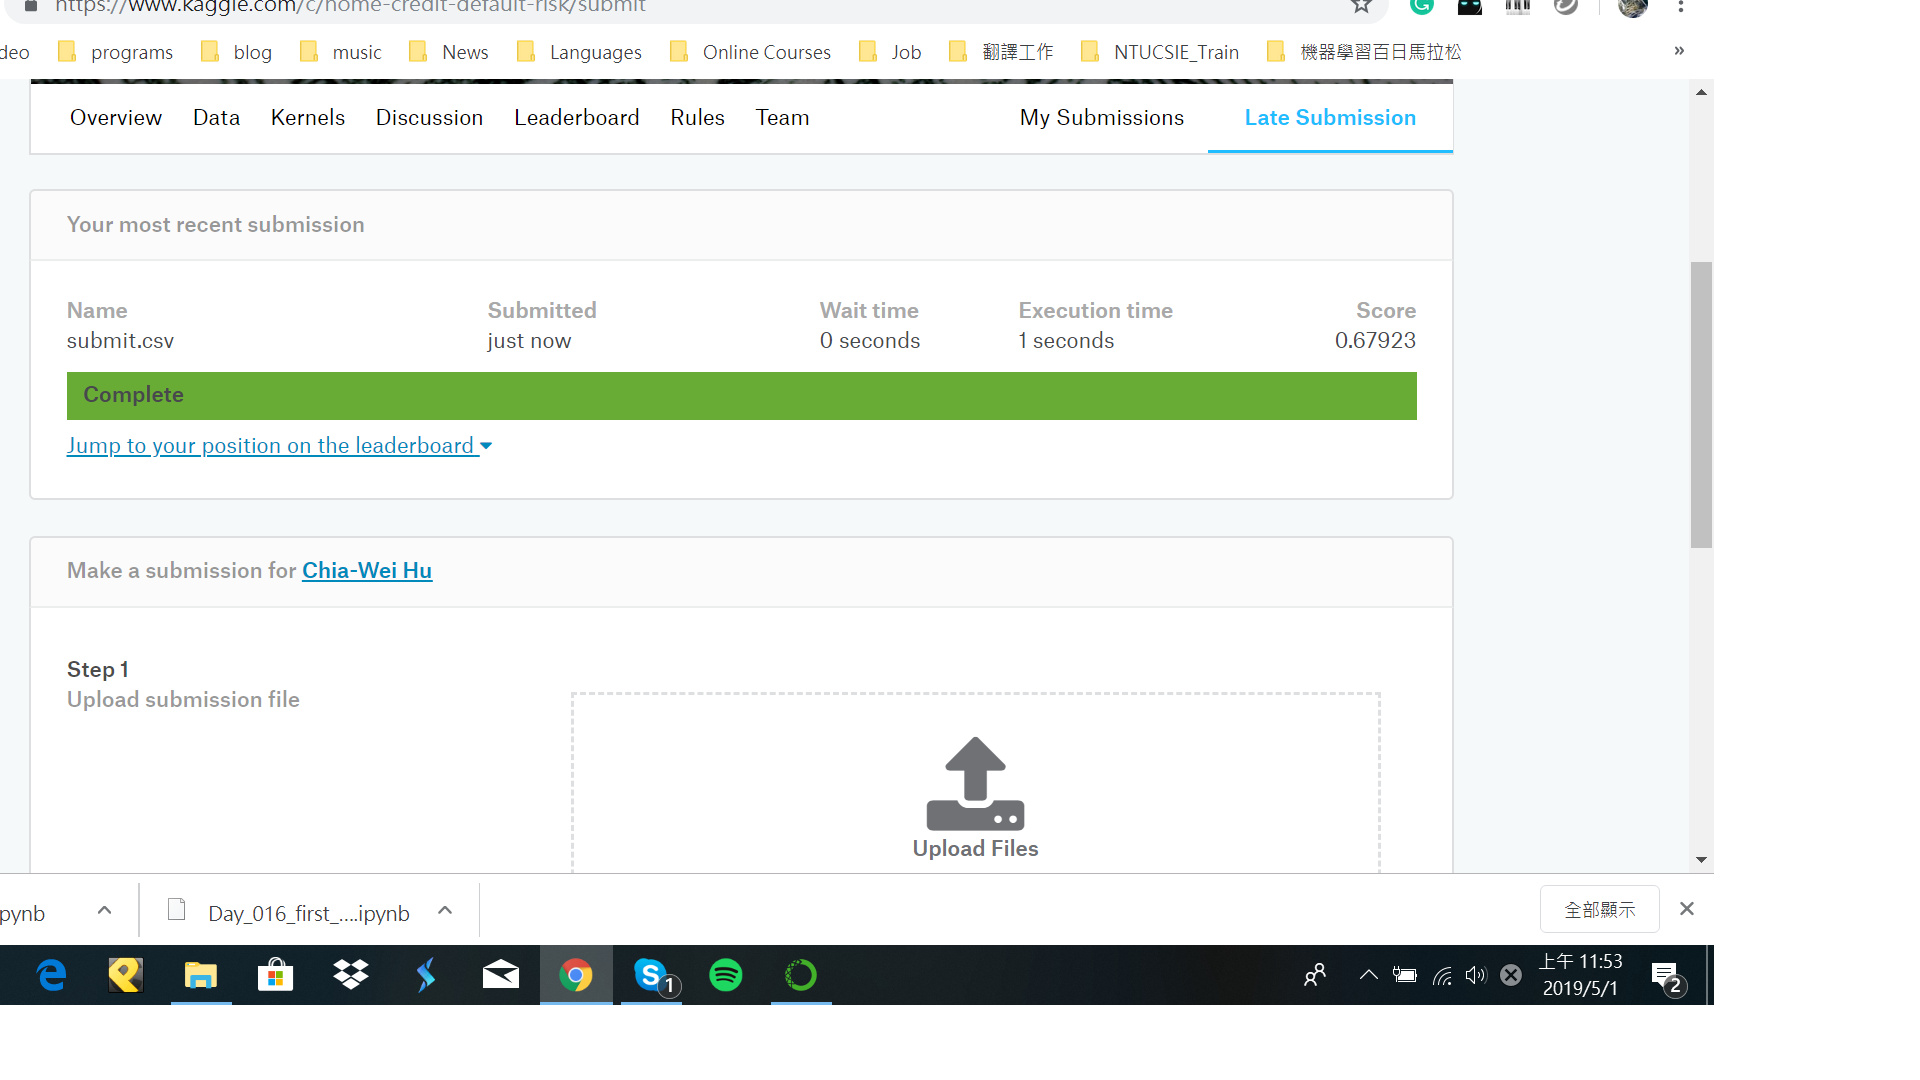 https://www.kaggle.com/c/home-credit-default-risk/submit
deo programs blog music News Languages Online Courses Job 翻譯工作 NTUCSIE_Train 機器學習百日馬拉松 »
Overview Data Kernels Discussion Leaderboard Rules Team My Submissions Late Submission
Your most recent submission
Name Submitted Wait time Execution time Score
submit.csv just now 0 seconds 1 seconds 0.67923
Complete
Jump to your position on the leaderboard
Make a submission for Chia-Wei Hu
Step 1
Upload submission file
Upload Files
pynb Day_016_first_....ipynb 全部顯示
上午 11:53
2019/5/1
1
2